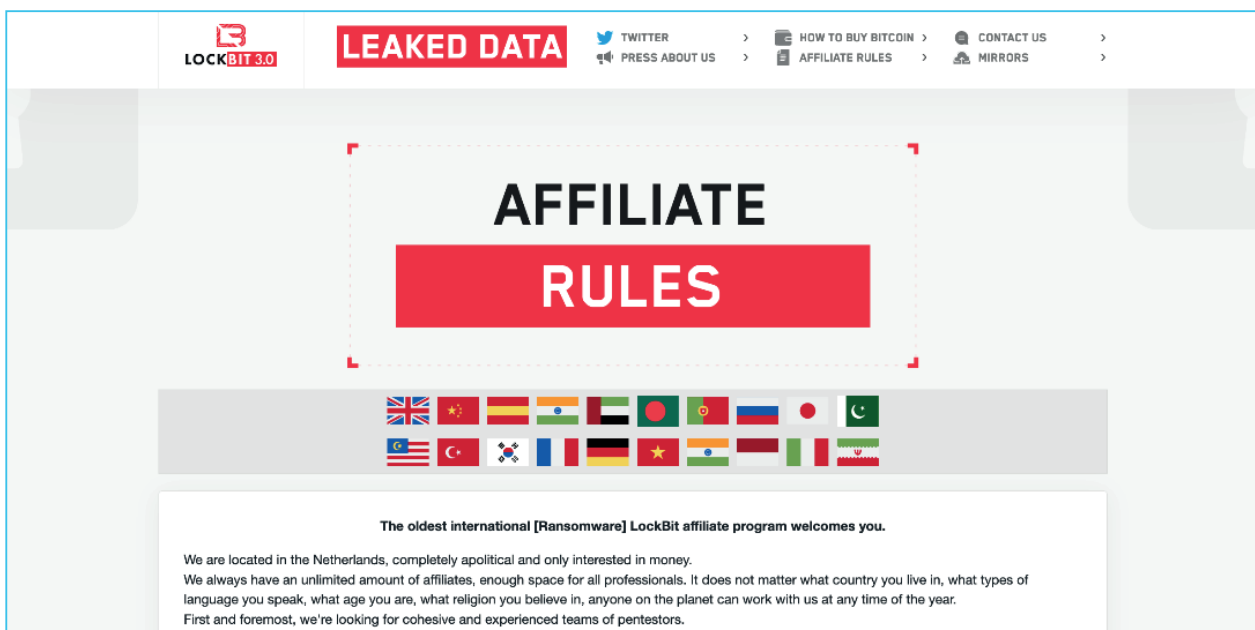 LOCKBIT 3.0
LEAKED DATA
TWITTER
PRESS ABOUT US
HOW TO BUY BITCOIN
AFFILIATE RULES
CONTACT US
MIRRORS
AFFILIATE
RULES
The oldest international [Ransomware] LockBit affiliate program welcomes you.
We are located in the Netherlands, completely apolitical and only interested in money.
We always have an unlimited amount of affiliates, enough space for all professionals. It does not matter what country you live in, what types of
language you speak, what age you are, what religion you believe in, anyone on the planet can work with us at any time of the year.
First and foremost, we're looking for cohesive and experienced teams of pentestors.